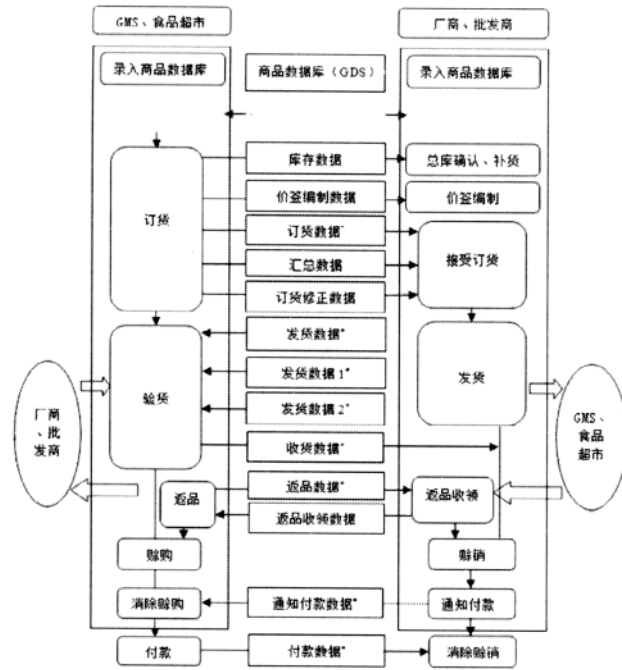 GMS、食品超市
厂商、批发商
录入商品数据库
商品数据库（GDS）
录入商品数据库
订货
库存数据
总库确认、补货
价签编制数据
价签编制
订货数据*
接受订货
汇总数据
订货修正数据
验货
发货数据*
发货
发货数据1*
发货数据2*
收货数据*
厂商
、批
发商
GMS、
食品
超市
返品
返品数据*
返品收领
返品收领数据
赊购
赊销
消除赊购
通知付款数据*
通知付款
付款
付款数据*
消除赊销